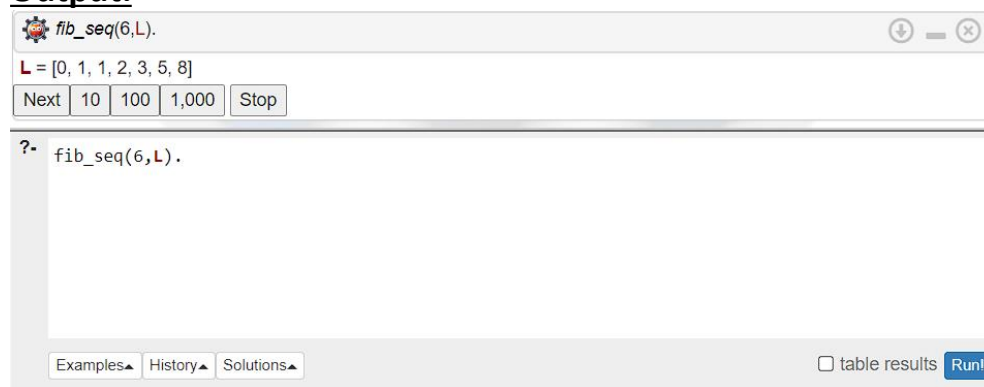 fib_seq(6,L).
L = [0, 1, 1, 2, 3, 5, 8]
Next 10 100 1,000 Stop
?- fib_seq(6,L).
Examples▴ History▴ Solutions▴ table results Run!